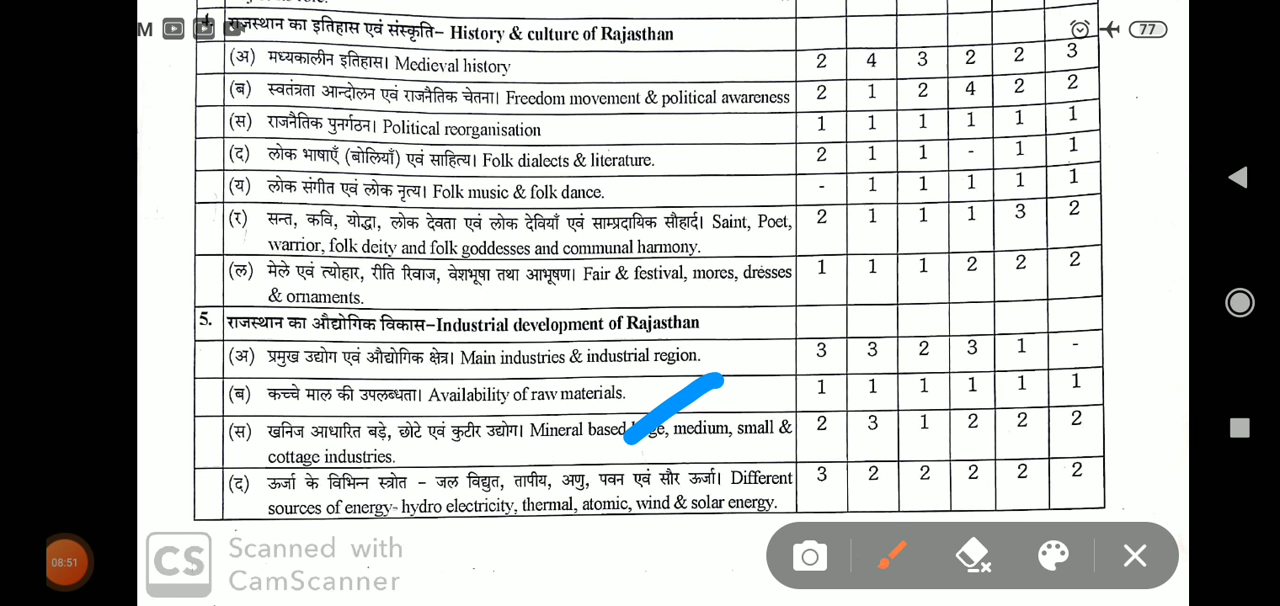 M 77
4. राजस्थान का इतिहास एवं संस्कृति– History & culture of Rajasthan
(अ) मध्यकालीन इतिहास। Medieval history 2 4 3 2 2 3
(ब) स्वतंत्रता आन्दोलन एवं राजनैतिक चेतना। Freedom movement & political awareness 2 1 2 4 2 2
(स) राजनैतिक पुनर्गठन। Political reorganisation 1 1 1 1 1 1
(द) लोक भाषाएँ (बोलियाँ) एवं साहित्य। Folk dialects & literature. 2 1 1 - 1 1
(य) लोक संगीत एवं लोक नृत्य। Folk music & folk dance. - 1 1 1 1 1
(र) सन्त, कवि, योद्धा, लोक देवता एवं लोक देवियाँ एवं साम्प्रदायिक सौहार्द। Saint, Poet, 2 1 1 1 3 2
warrior, folk deity and folk goddesses and communal harmony.
(ल) मेले एवं त्योहार, रीति रिवाज, वेशभूषा तथा आभूषण। Fair & festival, mores, dresses 1 1 1 2 2 2
& ornaments.
5. राजस्थान का औद्योगिक विकास–Industrial development of Rajasthan
(अ) प्रमुख उद्योग एवं औद्योगिक क्षेत्र। Main industries & industrial region. 3 3 2 3 1 -
(ब) कच्चे माल की उपलब्धता। Availability of raw materials. 1 1 1 1 1 1
(स) खनिज आधारित बड़े, छोटे एवं कुटीर उद्योग। Mineral based medium, small & 2 3 1 2 2 2
cottage industries.
(द) ऊर्जा के विभिन्न स्त्रोत – जल विद्युत, तापीय, अणु, पवन एवं सौर ऊर्जा। Different 3 2 2 2 2 2
sources of energy- hydro electricity, thermal, atomic, wind & solar energy.
CS Scanned with
CamScanner
08:51